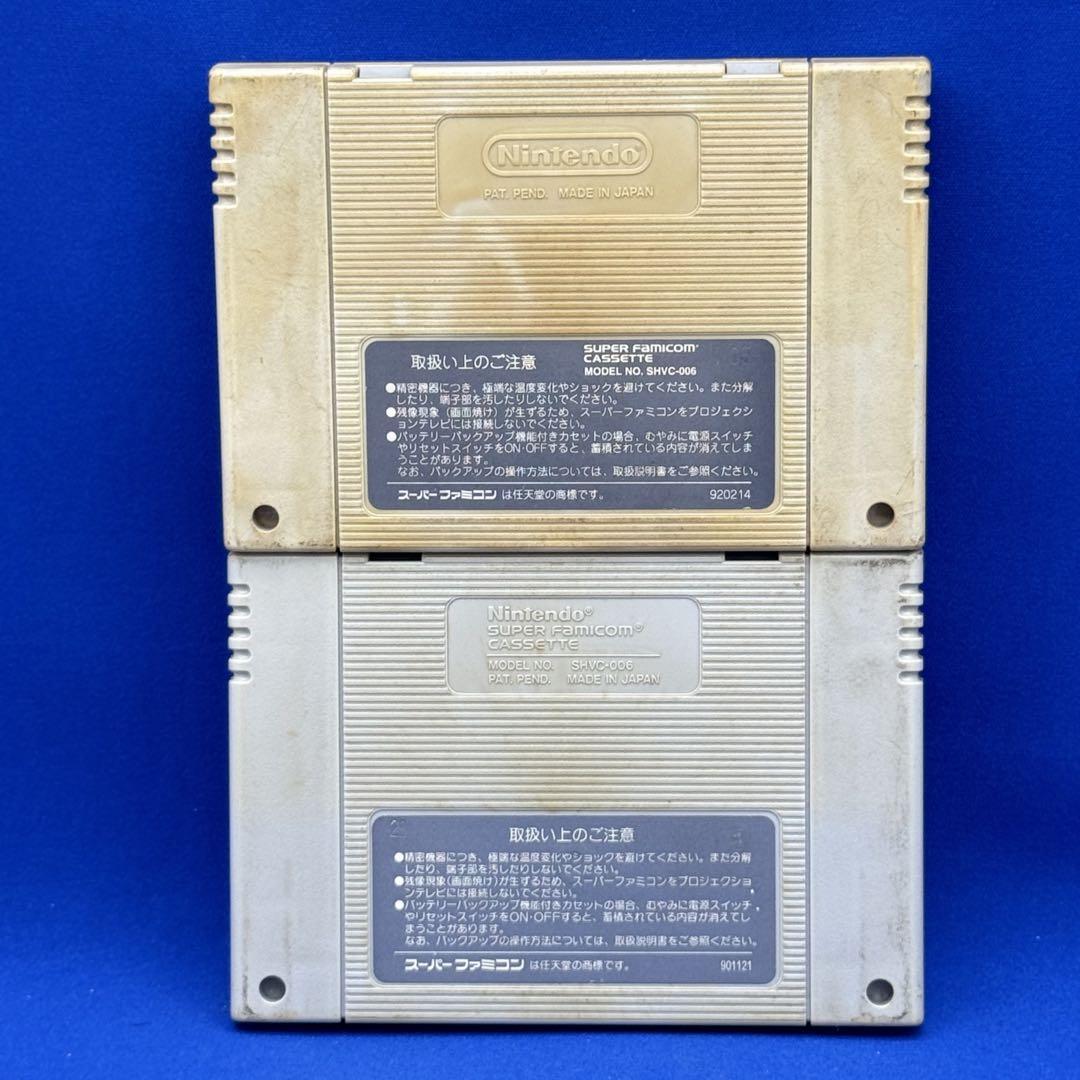 Nintendo
PAT. PEND. MADE IN JAPAN
取扱い上のご注意
SUPER FAMICOM
CASSETTE
MODEL NO. SHVC-006
●精密機器につき、極端な温度変化やショックを避けてください。また分解
したり、端子部を汚したりしないでください。
●残像現象(画面焼け)が生ずるため、スーパーファミコンをプロジェクシ
ョンテレビには接続しないでください。
●バッテリーバックアップ機能付きカセットの場合、むやみに電源スイッチ
やリセットスイッチをON・OFFすると、蓄積されている内容が消えてしま
うことがあります。
なお、バックアップの操作方法については、取扱説明書をご参照ください。
スーパーファミコン は任天堂の商標です。 920214
Nintendo®
SUPER FAMICOM®
CASSETTE
MODEL NO. SHVC-006
PAT. PEND. MADE IN JAPAN
取扱い上のご注意
●精密機器につき、極端な温度変化やショックを避けてください。また分解
したり、端子部を汚したりしないでください。
●残像現象(画面焼け)が生ずるため、スーパーファミコンをプロジェクショ
ンテレビには接続しないでください。
●バッテリーバックアップ機能付きカセットの場合、むやみに電源スイッチ
やリセットスイッチをON・OFFすると、蓄積されている内容が消えてし
まうことがあります。
なお、バックアップの操作方法については、取扱説明書をご参照ください。
スーパーファミコン は任天堂の商標です。 901121